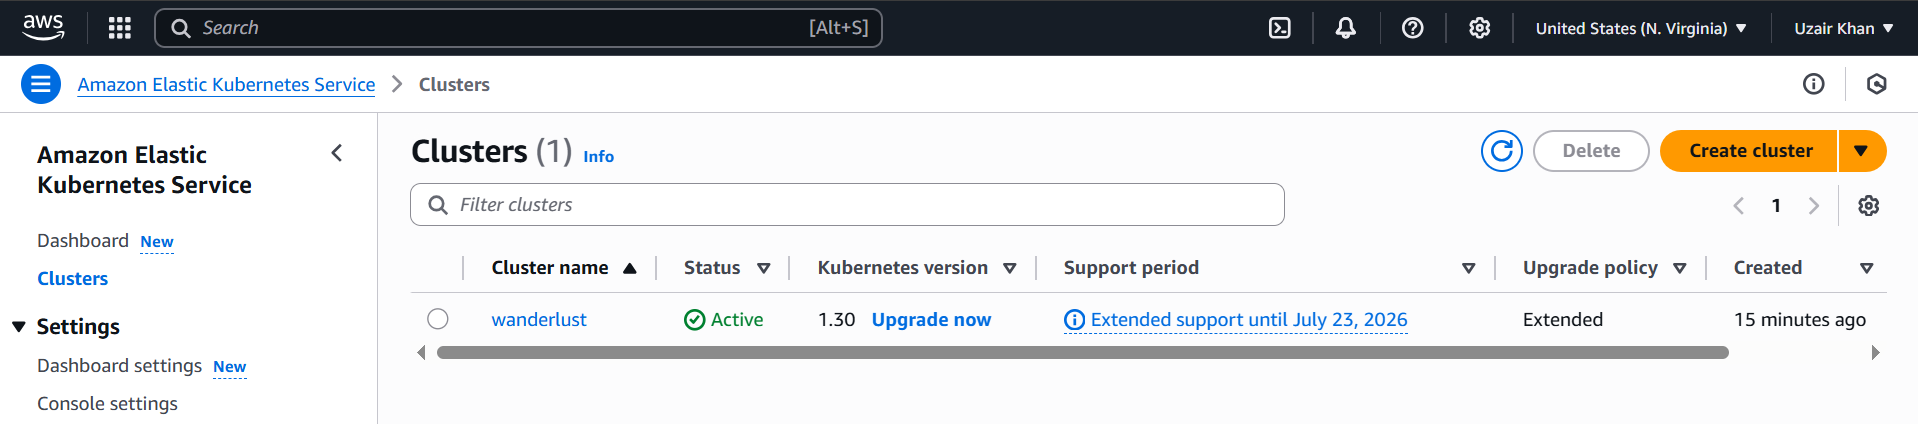 aws Search [Alt+S] United States (N. Virginia) Uzair Khan
Amazon Elastic Kubernetes Service > Clusters
Amazon Elastic
Kubernetes Service
Dashboard New
Clusters
Settings
Dashboard settings New
Console settings
Clusters (1) Info Delete Create cluster
Filter clusters 1
Cluster name Status Kubernetes version Support period Upgrade policy Created
wanderlust Active 1.30 Upgrade now Extended support until July 23, 2026 Extended 15 minutes ago